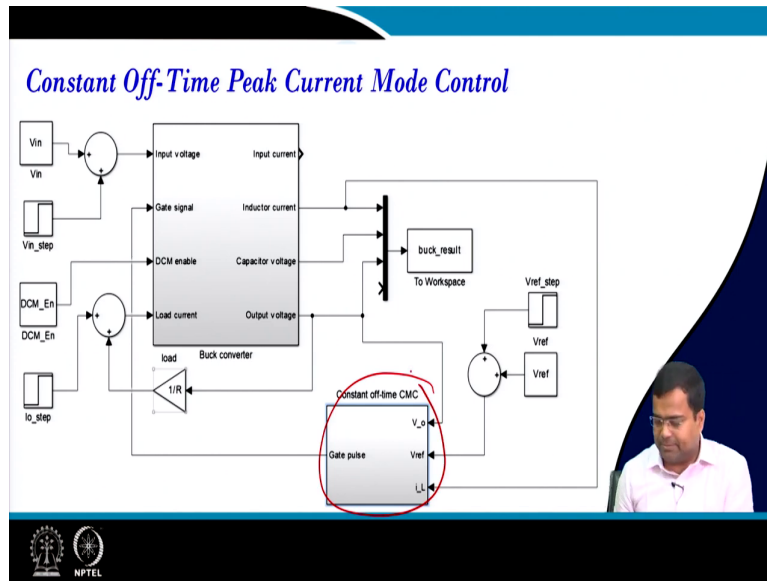 Constant Off-Time Peak Current Mode Control
Vin
Vin
Vin_step
DCM_En
DCM_En
Io_step
Input voltage
Input current
Gate signal
Inductor current
DCM enable
Capacitor voltage
Load current
Output voltage
Buck converter
load
1/R
buck_result
To Workspace
Vref_step
Vref
Vref
Constant off-time CMC
V_o
Gate pulse
Vref
i_L
NPTEL